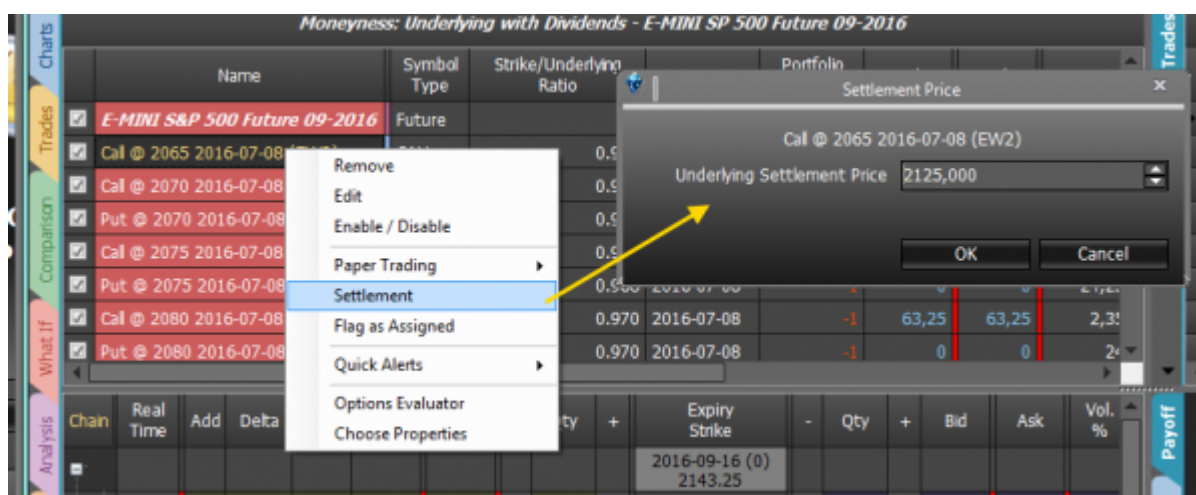 Moneyness: Underlying with Dividends - E-MINI SP 500 Future 09-2016
Charts
Trades
Comparison
What If
Analysis
Trades
Payoff
Name
Symbol Type
Strike/Underlying Ratio
Portfolio
E-MINI S&P 500 Future 09-2016 Future
Call @ 2065 2016-07-08
Call @ 2070 2016-07-08
Put @ 2070 2016-07-08
Call @ 2075 2016-07-08
Put @ 2075 2016-07-08
Call @ 2080 2016-07-08 0.970 2016-07-08 -1 63,25 63,25
Put @ 2080 2016-07-08 0.970 2016-07-08 -1 0 0
Remove
Edit
Enable / Disable
Paper Trading
Settlement
Flag as Assigned
Quick Alerts
Options Evaluator
Choose Properties
Settlement Price x
Call @ 2065 2016-07-08 (EW2)
Underlying Settlement Price 2125,000
OK Cancel
Chain Real Time Add Delta + Expiry Strike - Qty + Bid Ask Vol. %
2016-09-16 (0)
2143.25